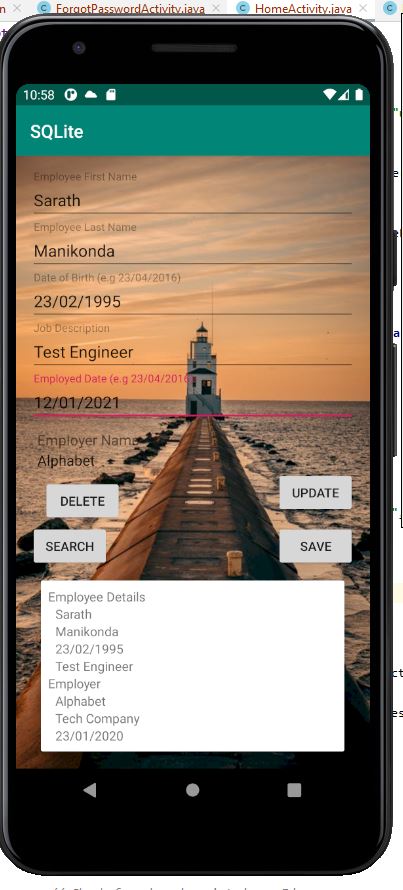 ForgotPasswordActivity.java
HomeActivity.java
10:58
SQLite
Employee First Name
Sarath
Employee Last Name
Manikonda
Date of Birth (e.g 23/04/2016)
23/02/1995
Job Description
Test Engineer
Employed Date (e.g 23/04/2016)
12/01/2021
Employer Name
Alphabet
DELETE
UPDATE
SEARCH
SAVE
Employee Details
Sarath
Manikonda
23/02/1995
Test Engineer
Employer
Alphabet
Tech Company
23/01/2020